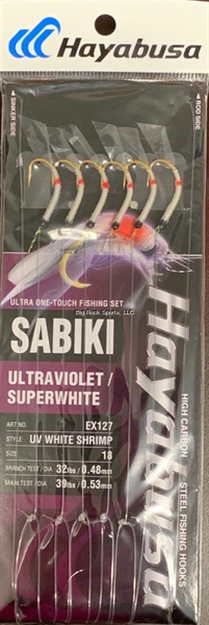 Hayabusa
SINKER SIDE
ROD SIDE
ULTRA ONE-TOUCH FISHING SET
Big Rock Sports, LLC
SABIKI
ULTRAVIOLET /
SUPERWHITE
ART NO. EX127
STYLE UV WHITE SHRIMP
SIZE 18
BRANCH TEST / DIA 32lbs / 0.48mm
MAIN TEST / DIA 39lbs / 0.53mm
Hayabusa
HIGH CARBON
STEEL FISHING HOOKS